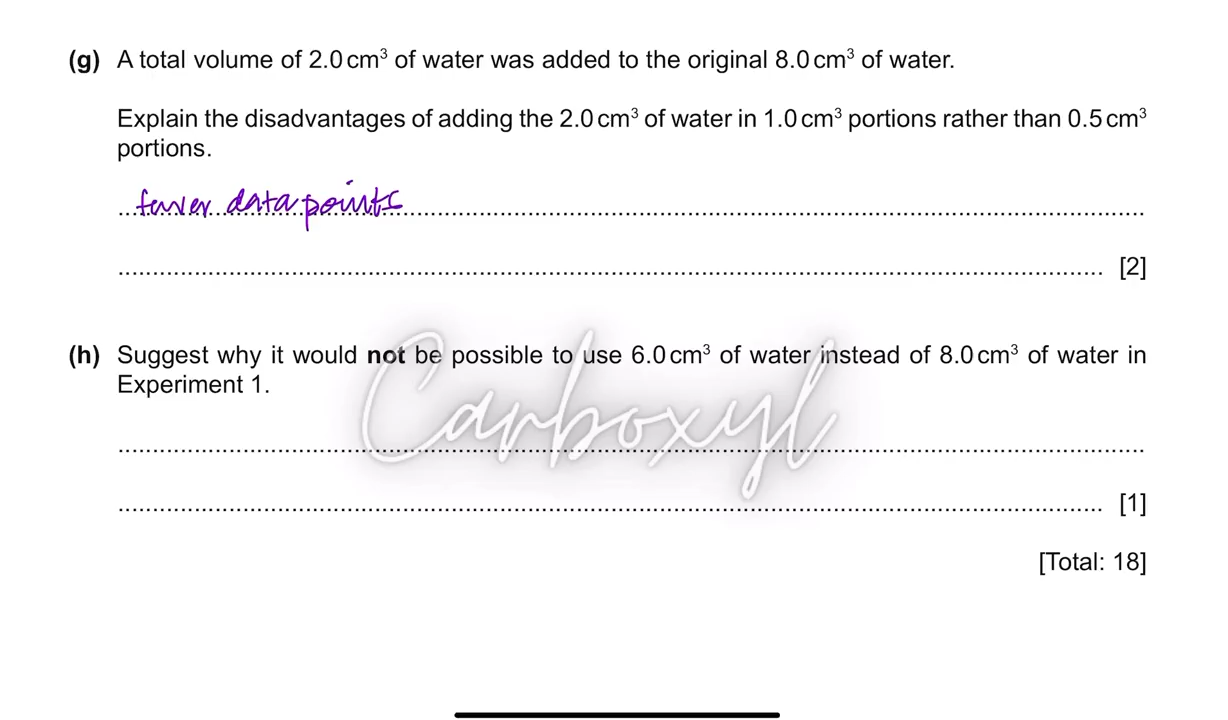 (g) A total volume of 2.0 cm³ of water was added to the original 8.0 cm³ of water.
Explain the disadvantages of adding the 2.0 cm³ of water in 1.0 cm³ portions rather than 0.5 cm³
portions.
fewer data points
[2]
(h) Suggest why it would not be possible to use 6.0 cm³ of water instead of 8.0 cm³ of water in
Experiment 1.
Carboxyl
[1]
[Total: 18]